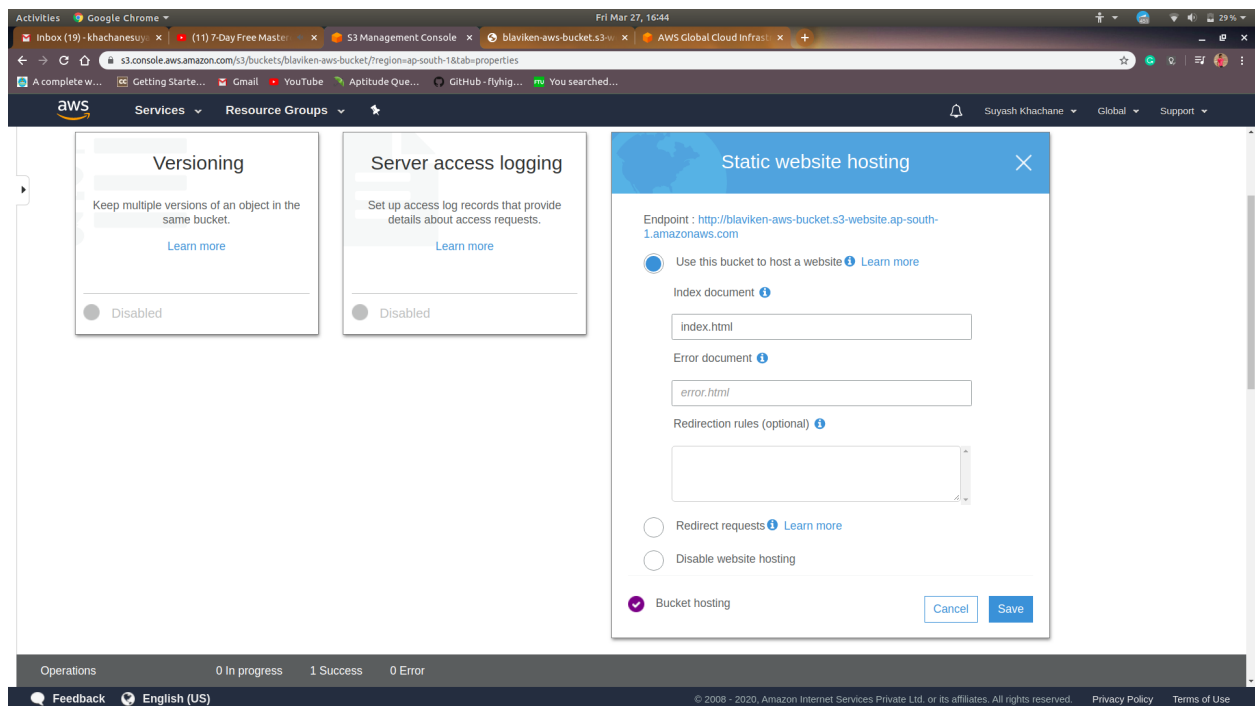 Activities Google Chrome Fri Mar 27, 16:44 29%
Inbox (19) - khachanesuya (11) 7-Day Free Master S3 Management Console blaviken-aws-bucket.s3-w AWS Global Cloud Infrast
s3.console.aws.amazon.com/s3/buckets/blaviken-aws-bucket/?region=ap-south-1&tab=properties
A complete w... Getting Starte... Gmail YouTube Aptitude Que... GitHub - flyhig... You searched...
aws Services Resource Groups Suyash Khachane Global Support
Versioning
Keep multiple versions of an object in the
same bucket.
Learn more
Disabled
Server access logging
Set up access log records that provide
details about access requests.
Learn more
Disabled
Static website hosting
Endpoint : http://blaviken-aws-bucket.s3-website.ap-south-
1.amazonaws.com
Use this bucket to host a website Learn more
Index document
index.html
Error document
error.html
Redirection rules (optional)
Redirect requests Learn more
Disable website hosting
Bucket hosting
Cancel Save
Operations 0 In progress 1 Success 0 Error
Feedback English (US) © 2008 - 2020, Amazon Internet Services Private Ltd. or its affiliates. All rights reserved. Privacy Policy Terms of Use